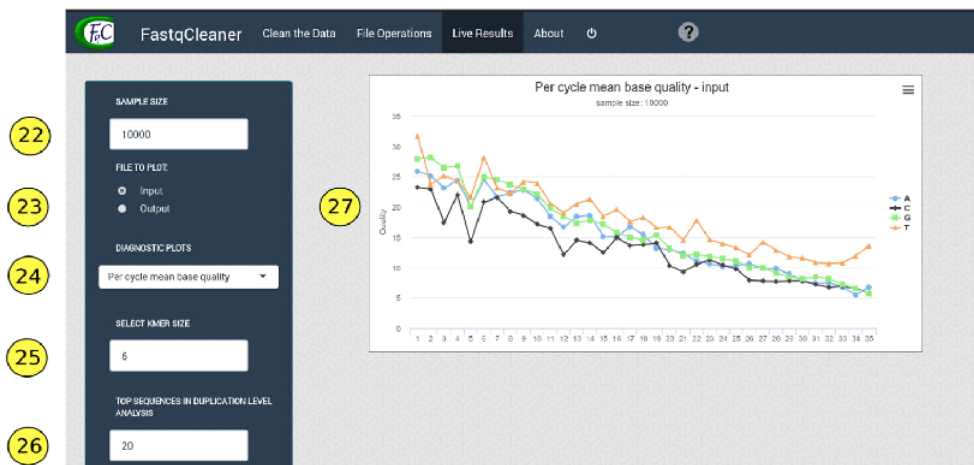 FqC FastqCleaner Clean the Data File Operations Live Results About ?
SAMPLE SIZE
22 10000
FILE TO PLOT:
Input
23 Output
DIAGNOSTIC PLOTS
24 Per cycle mean base quality
SELECT KMER SIZE
25 6
TOP SEQUENCES IN DUPLICATION LEVEL
ANALYSIS
26 20
27
Per cycle mean base quality - input
sample size: 10000
35
30
25
20
15
10
5
0
Quality
1 2 3 4 5 6 7 8 9 10 11 12 13 14 15 16 17 18 19 20 21 22 23 24 25 26 27 28 29 30 31 32 33 34 35
A
C
G
T